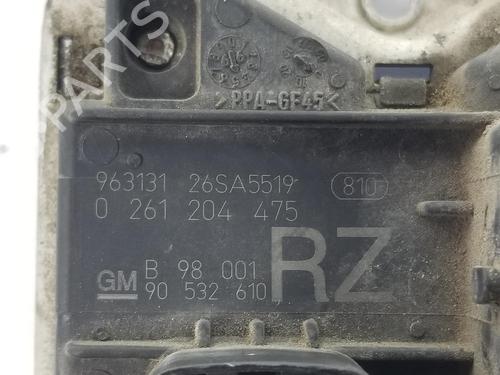 >PPA-GF45<
963131 26SA5519 810
0 261 204 475
GM B 98 001 RZ
90 532 610
PARTS